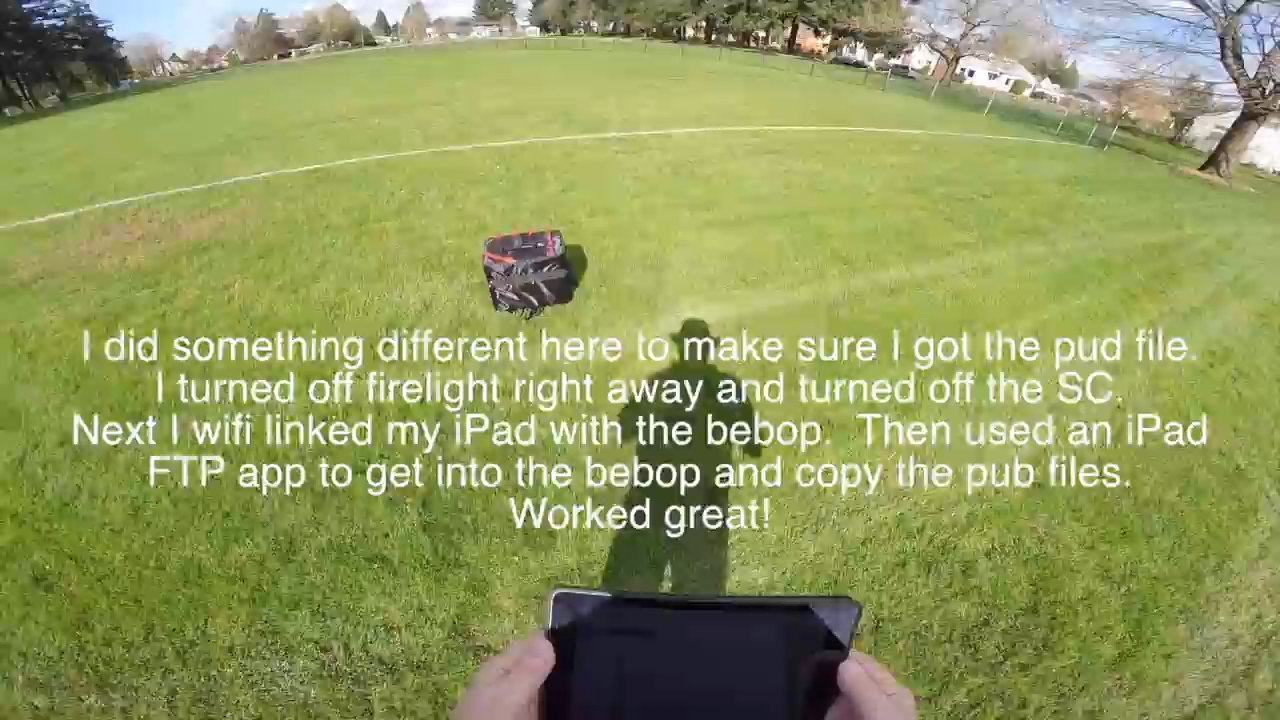 I did something different here to make sure I got the pud file.
I turned off firelight right away and turned off the SC.
Next I wifi linked my iPad with the bebop.  Then used an iPad
FTP app to get into the bebop and copy the pub files.
Worked great!